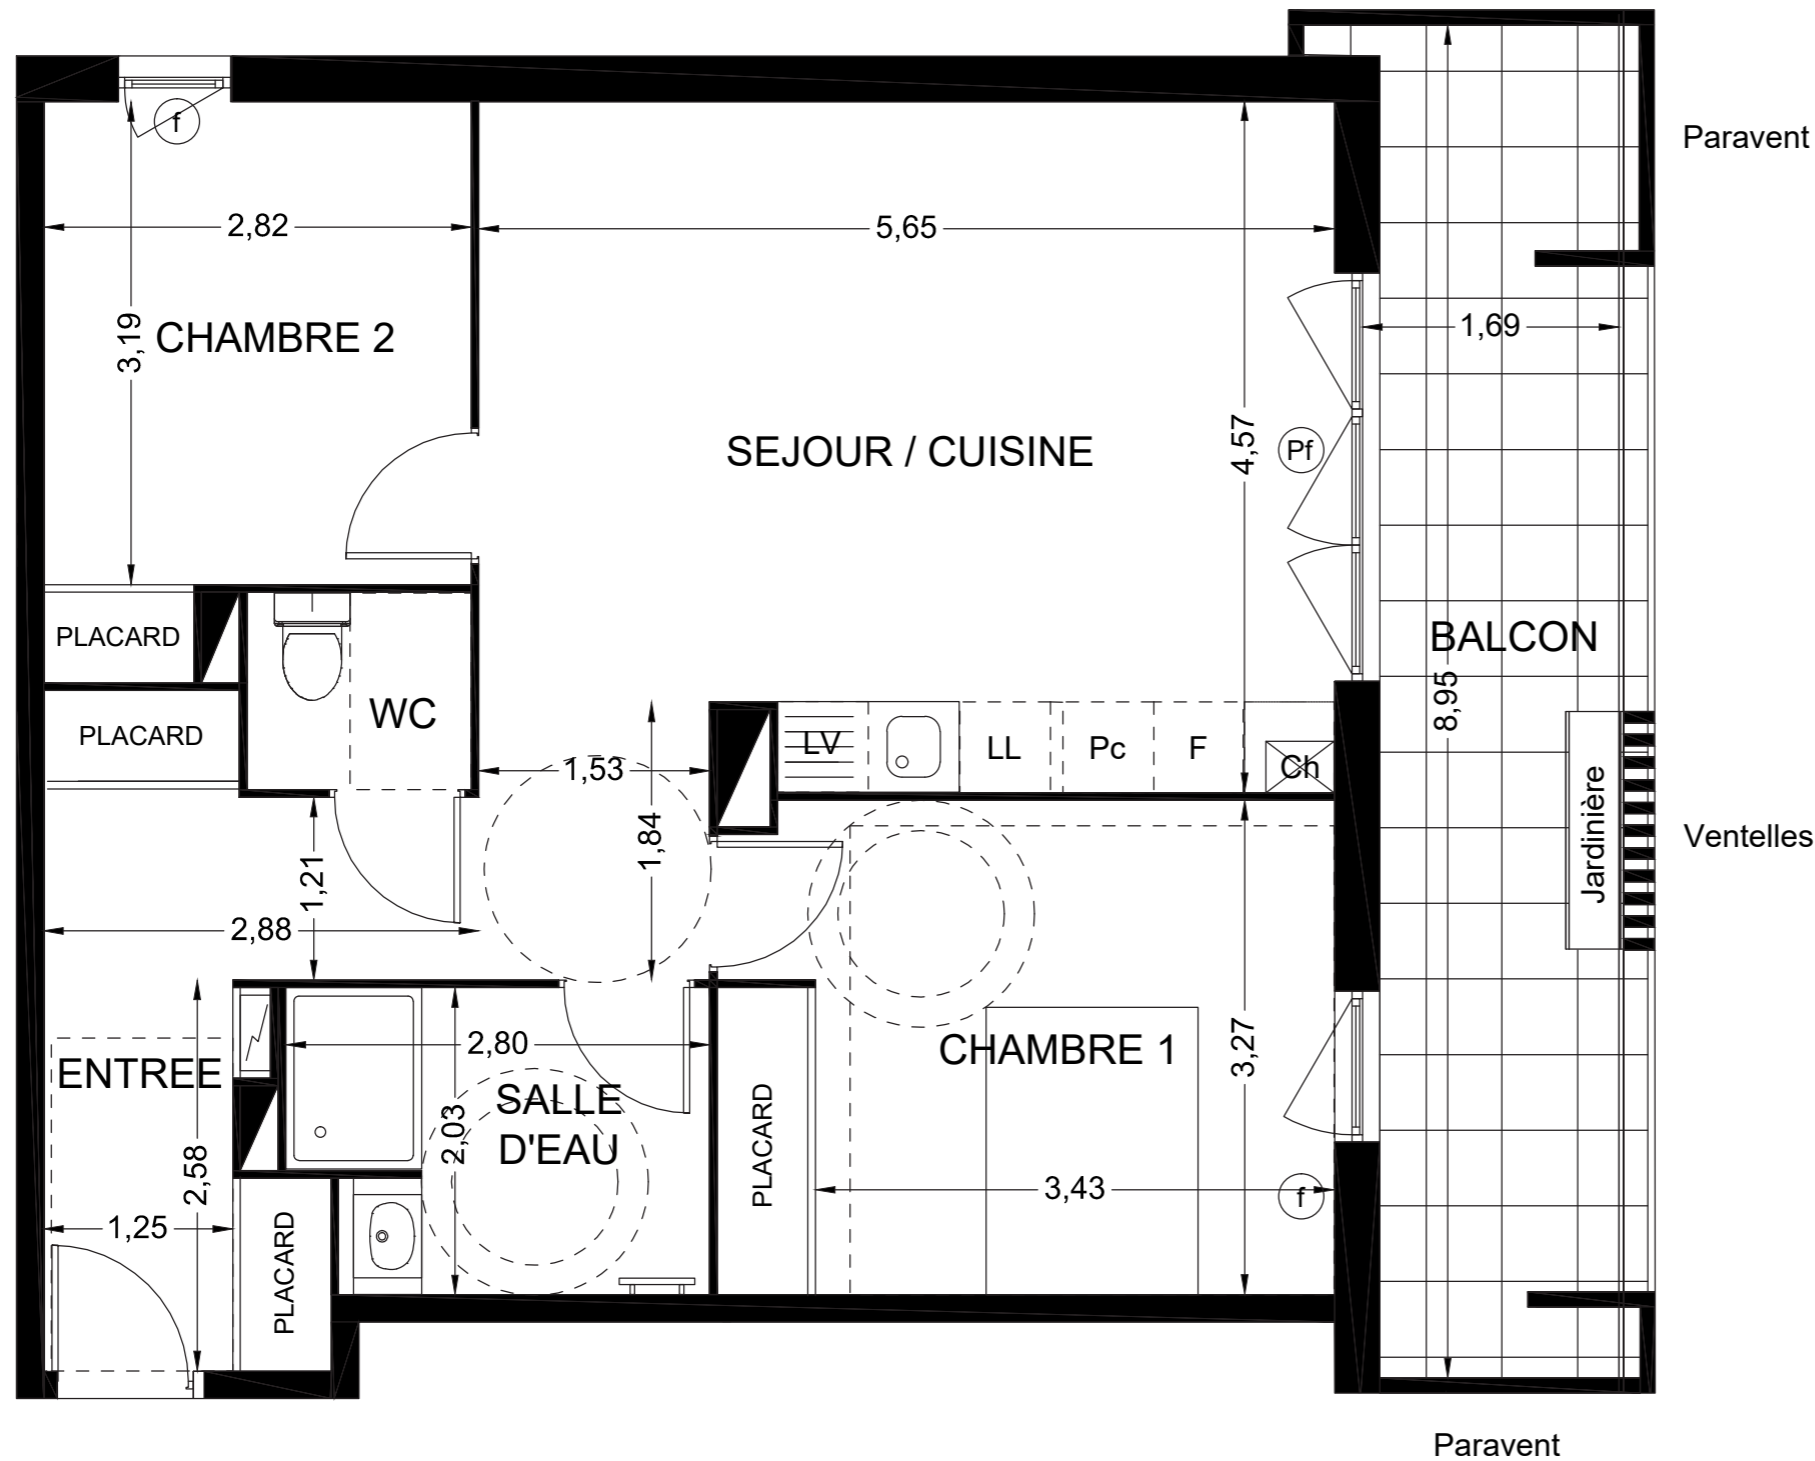 Paravent
f
2,82
5,65
3,19
CHAMBRE 2
1,69
SEJOUR / CUISINE
4,57
Pf
PLACARD
BALCON
8,95
WC
PLACARD
LV
LL
Pc
F
Ch
1,53
Jardinière
Ventelles
1,84
1,21
2,88
ENTREE
2,80
CHAMBRE 1
3,27
SALLE
D'EAU
2,03
PLACARD
2,58
3,43
f
1,25
PLACARD
Paravent